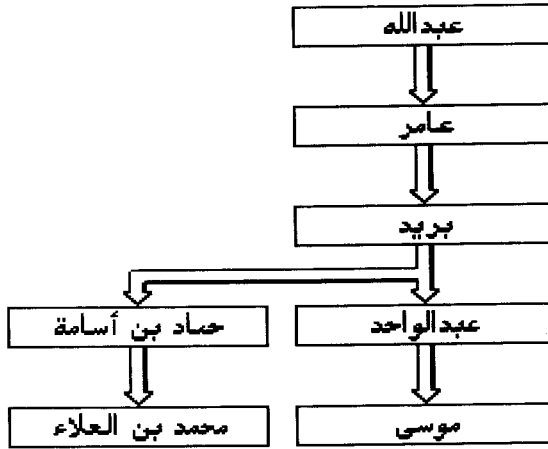 عبدالله
عامر
بريد
عبدالواحد
حماد بن أسامة
موسى
محمد بن العلاء